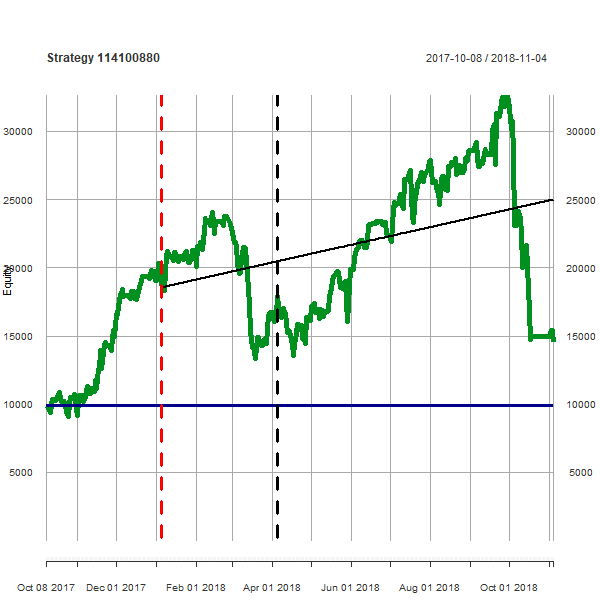 Strategy 114100880
2017-10-08 / 2018-11-04
30000
30000
25000
25000
Equity
20000
20000
15000
15000
10000
10000
5000
5000
Oct 08 2017
Dec 01 2017
Feb 01 2018
Apr 01 2018
Jun 01 2018
Aug 01 2018
Oct 01 2018